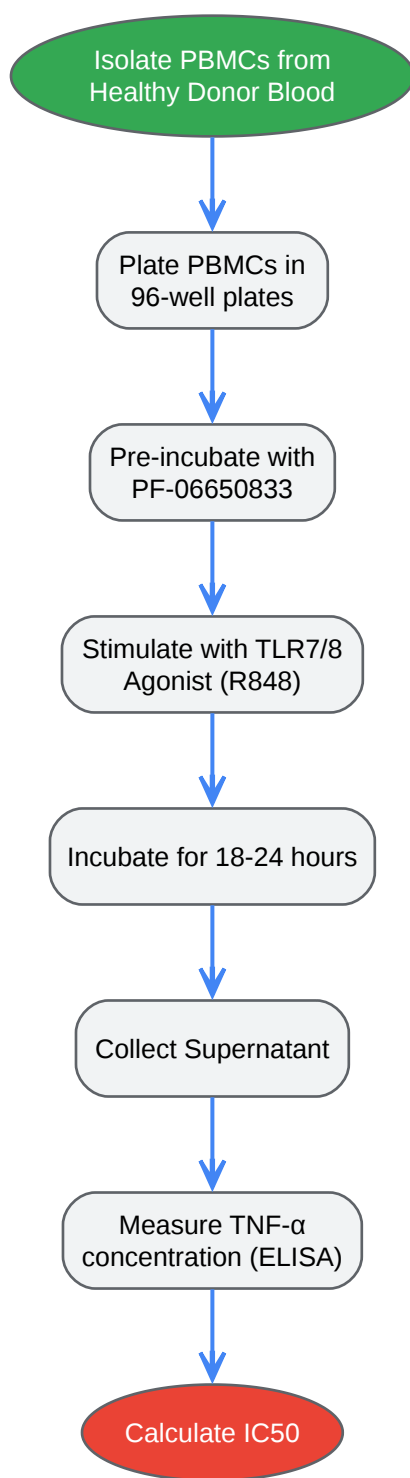 Isolate PBMCs from
Healthy Donor Blood
Plate PBMCs in
96-well plates
Pre-incubate with
PF-06650833
Stimulate with TLR7/8
Agonist (R848)
Incubate for 18-24 hours
Collect Supernatant
Measure TNF-α
concentration (ELISA)
Calculate IC50